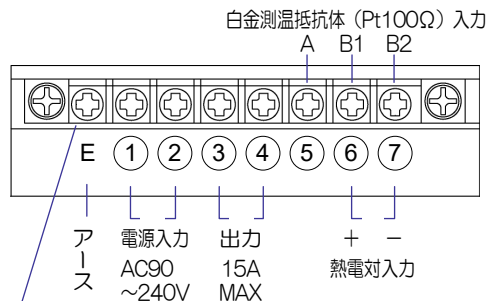 白金測温抵抗体（Pt100Ω）入力
A B1 B2
E 1 2 3 4 5 6 7
アース
電源入力
AC90
～240V
出力
15A
MAX
＋ −
熱電対入力